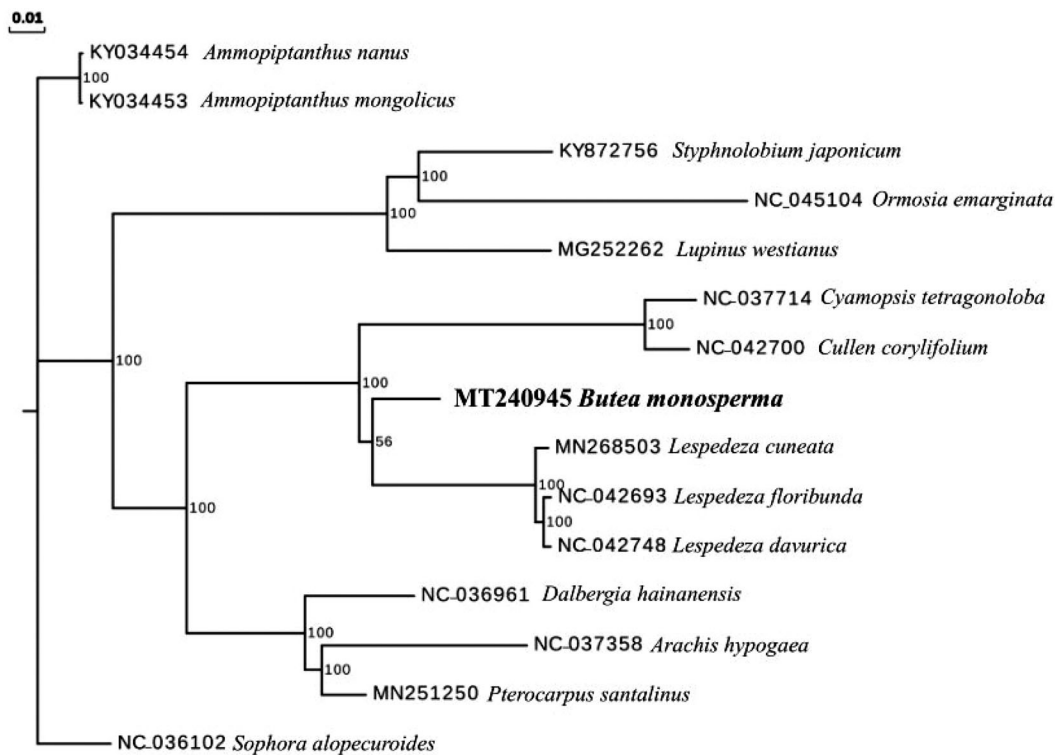 0.01
KY034454 Ammopiptanthus nanus
100
KY034453 Ammopiptanthus mongolicus
KY872756 Styphnolobium japonicum
100
NC_045104 Ormosia emarginata
100
MG252262 Lupinus westianus
NC_037714 Cyamopsis tetragonoloba
100
NC_042700 Cullen corylifolium
100
100
MT240945 Butea monosperma
56
MN268503 Lespedeza cuneata
100
NC_042693 Lespedeza floribunda
100
100
NC_042748 Lespedeza davurica
NC_036961 Dalbergia hainanensis
100
NC_037358 Arachis hypogaea
100
MN251250 Pterocarpus santalinus
NC_036102 Sophora alopecuroides